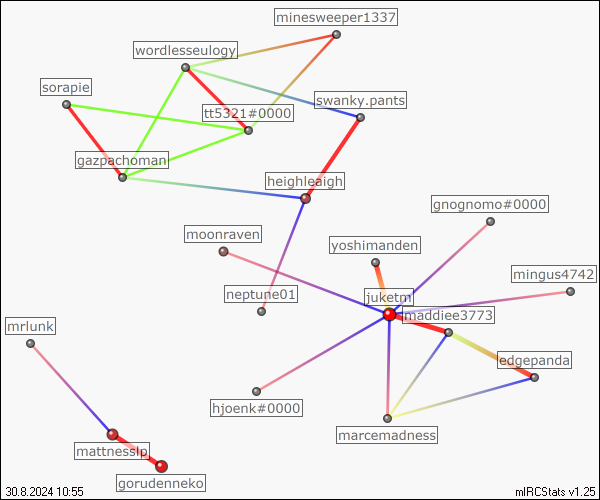 minesweeper1337
wordlesseulogy
sorapie
swanky.pants
tt5321#0000
gazpachoman
heighleaigh
gnognomo#0000
moonraven
yoshimanden
mingus4742
neptune01
juketm
maddiee3773
mrlunk
edgepanda
hjoenk#0000
marcemadness
mattnesslp
gorudenneko
30.8.2024 10:55
mIRCStats v1.25